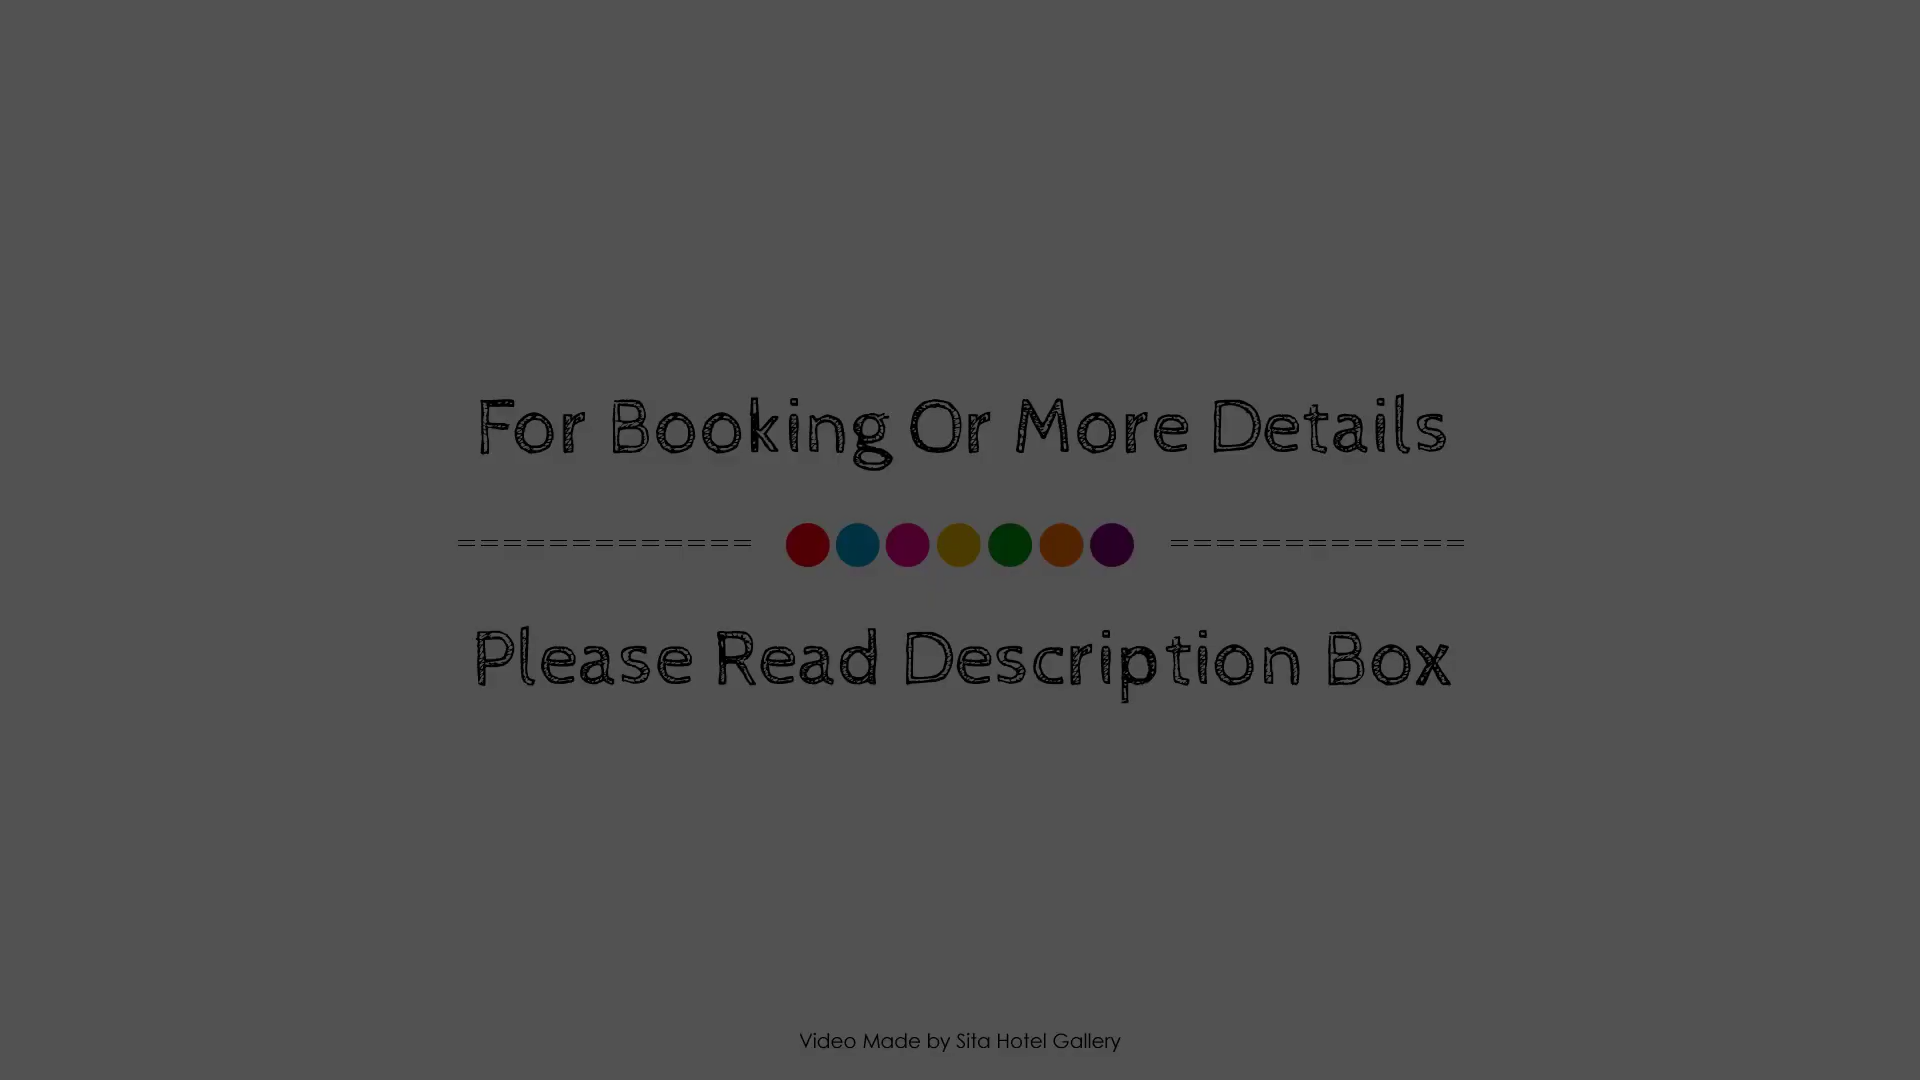 For Booking Or More Details
============= =============
Please Read Description Box
Video Made by Sita Hotel Gallery